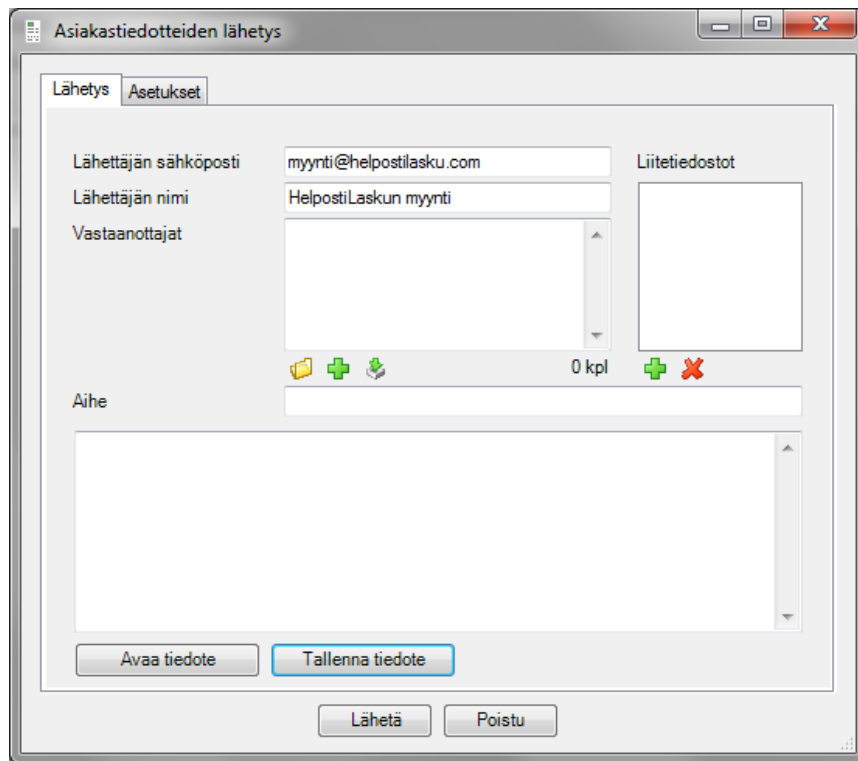 Asiakastiedotteiden lähetys
Lähetys Asetukset
Lähettäjän sähköposti myynti@helpostilasku.com Liitetiedostot
Lähettäjän nimi HelpostiLaskun myynti
Vastaanottajat
0 kpl
Aihe
Avaa tiedote Tallenna tiedote
Lähetä Poistu